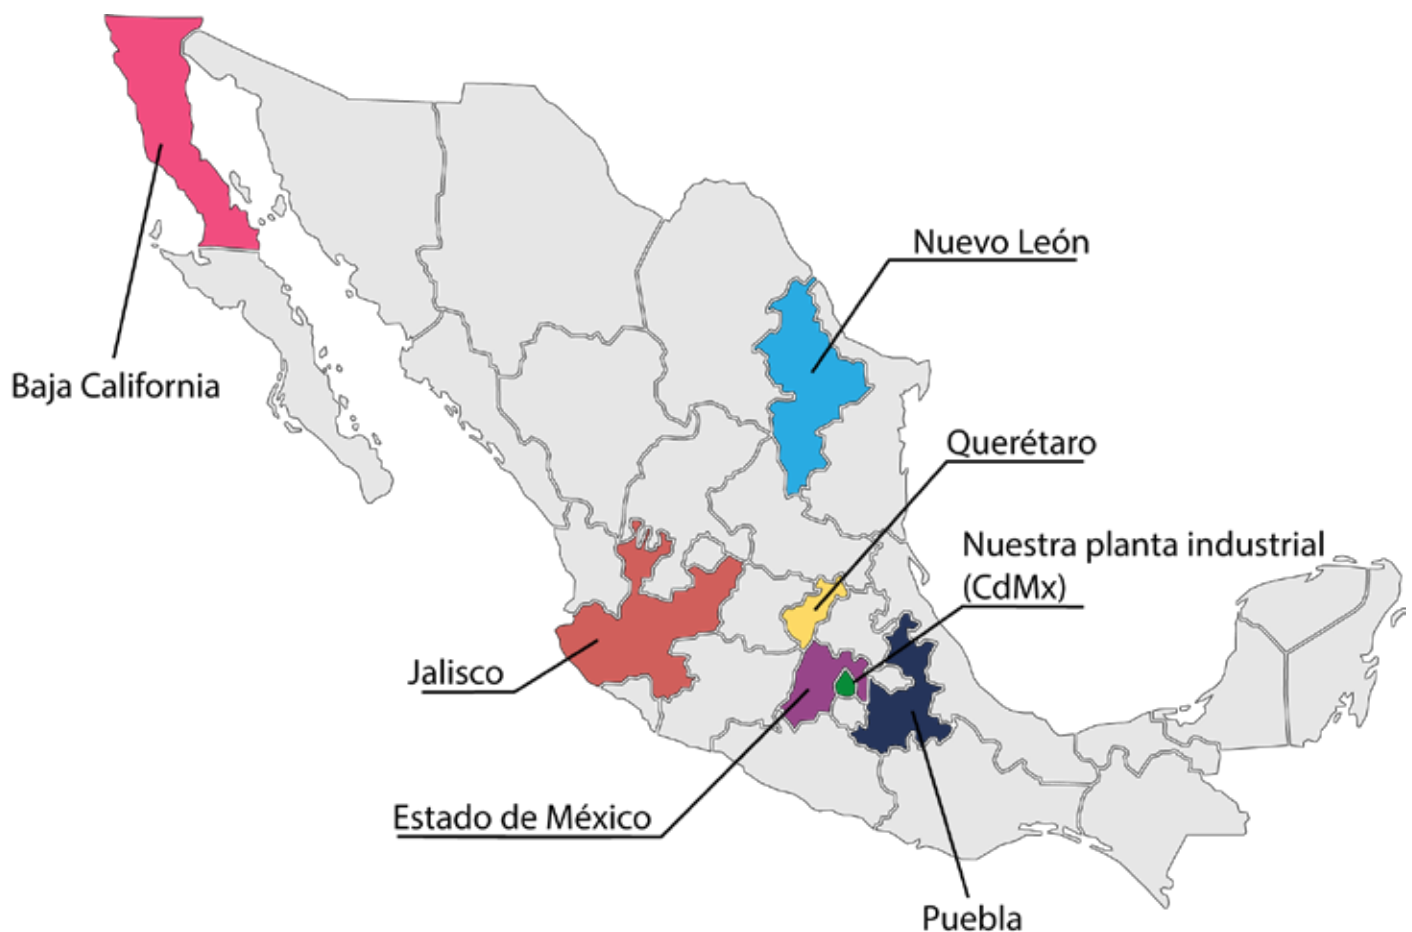 Nuevo León
Baja California
Querétaro
Nuestra planta industrial
(CdMx)
Jalisco
Estado de México
Puebla